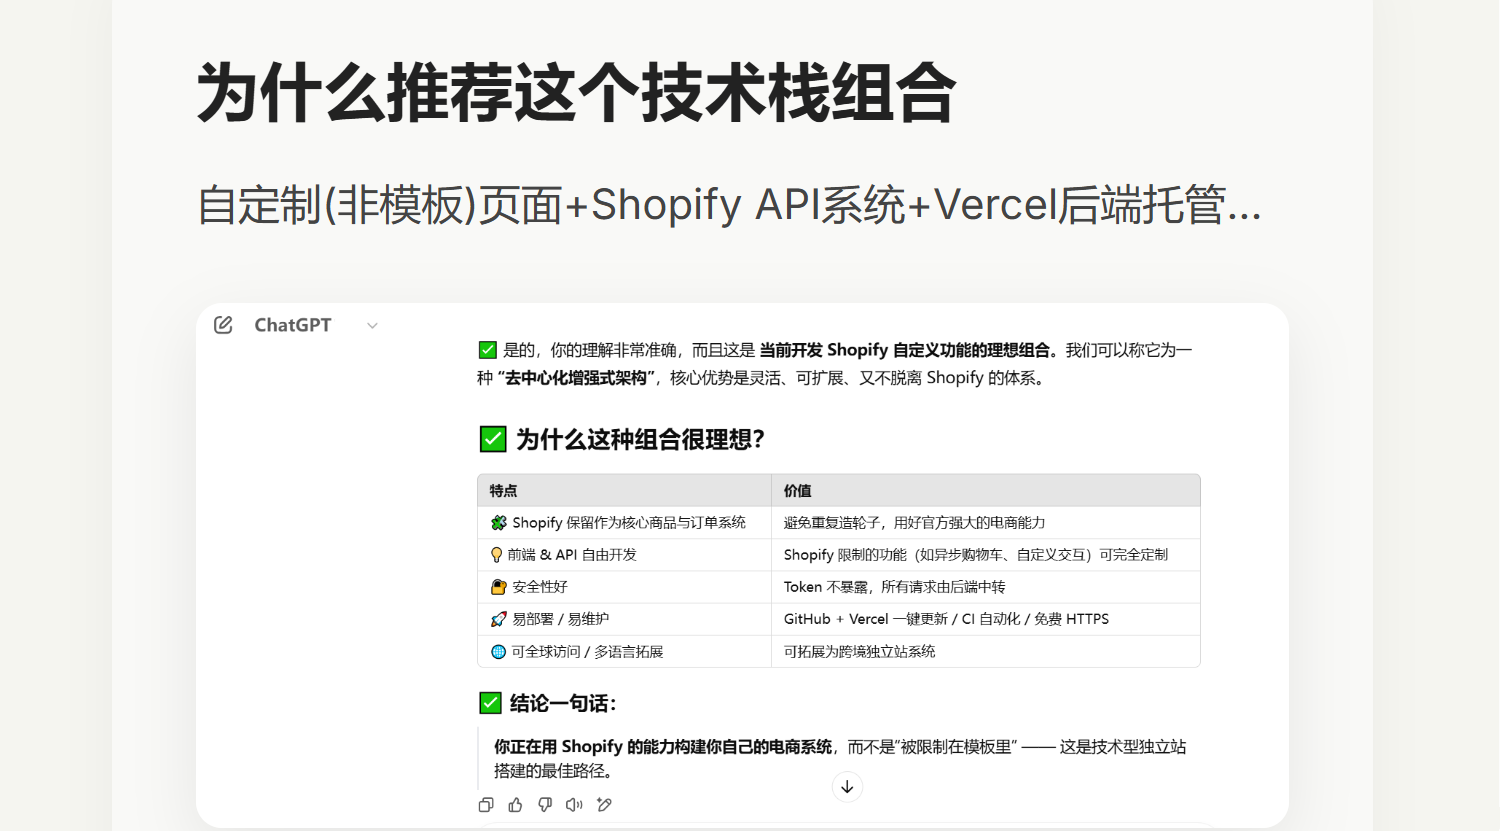 为什么推荐这个技术栈组合
自定制(非模板)页面+Shopify API系统+Vercel后端托管...
ChatGPT
✅ 是的，你的理解非常准确，而且这是 当前开发 Shopify 自定义功能的理想组合。我们可以称它为一
种 “去中心化增强式架构”，核心优势是灵活、可扩展、又不脱离 Shopify 的体系。
✅ 为什么这种组合很理想？
特点 价值
🧩 Shopify 保留作为核心商品与订单系统 避免重复造轮子，用好官方强大的电商能力
💡 前端 & API 自由开发 Shopify 限制的功能（如异步购物车、自定义交互）可完全定制
🔐 安全性好 Token 不暴露，所有请求由后端中转
🚀 易部署 / 易维护 GitHub + Vercel 一键更新 / CI 自动化 / 免费 HTTPS
🌐 可全球访问 / 多语言拓展 可拓展为跨境独立站系统
✅ 结论一句话：
你正在用 Shopify 的能力构建你自己的电商系统，而不是“被限制在模板里” —— 这是技术型独立站
搭建的最佳路径。